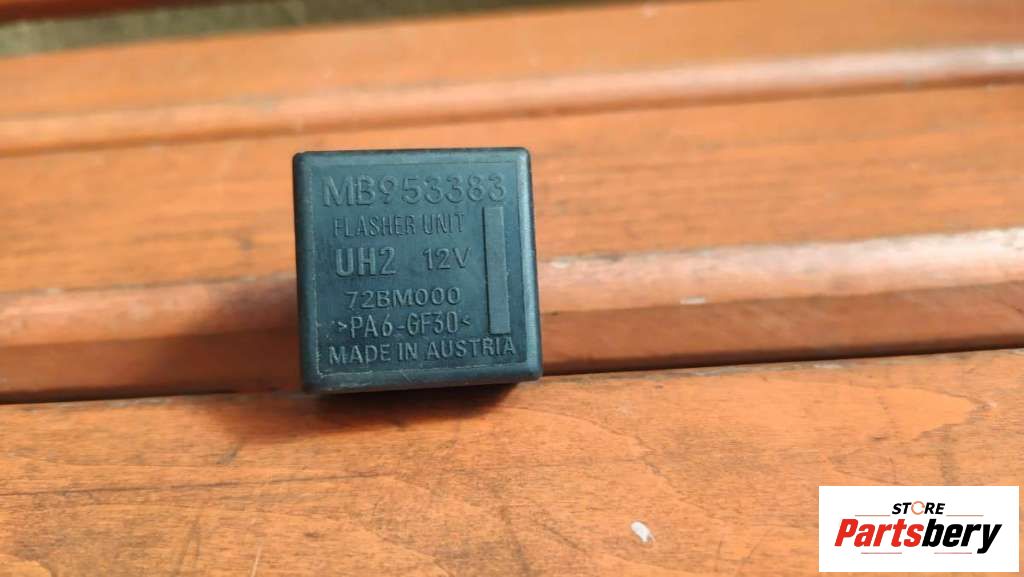 MB953383
FLASHER UNIT
UH2 12V
72BM000
>PA6-GF30<
MADE IN AUSTRIA
STORE
Partsbery